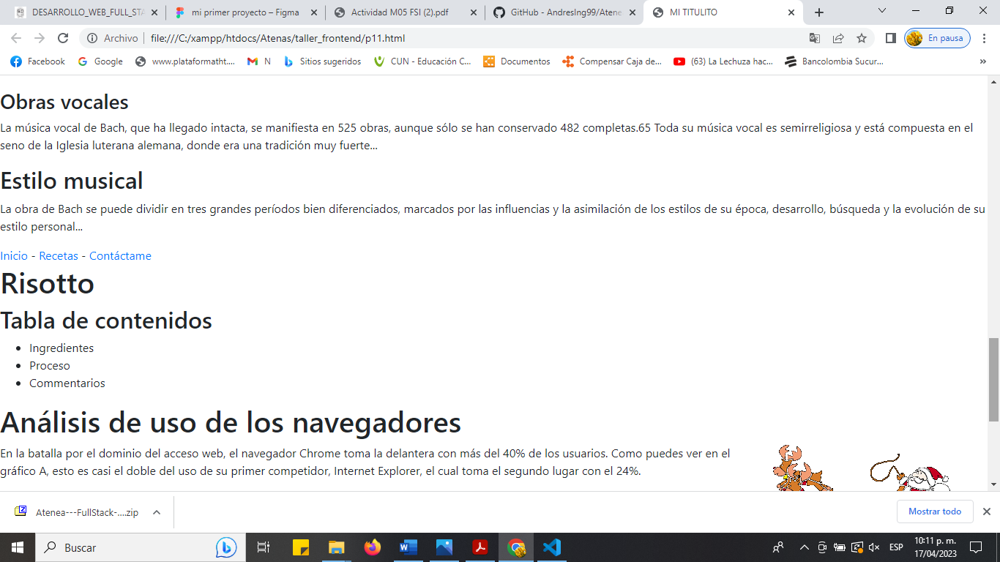 DESARROLLO_WEB_FULL_STA
mi primer proyecto – Figma
Actividad M05 FSI (2).pdf
GitHub - AndresIng99/Atene
MI TITULITO
Archivo
file:///C:/xampp/htdocs/Atenas/taller_frontend/p11.html
En pausa
Facebook
Google
www.plataformatht....
N
Sitios sugeridos
CUN - Educación C...
Documentos
Compensar Caja de...
(63) La Lechuza hac...
Bancolombia Sucur...
»
Obras vocales
La música vocal de Bach, que ha llegado intacta, se manifiesta en 525 obras, aunque sólo se han conservado 482 completas.65 Toda su música vocal es semirreligiosa y está compuesta en el
seno de la Iglesia luterana alemana, donde era una tradición muy fuerte...
Estilo musical
La obra de Bach se puede dividir en tres grandes períodos bien diferenciados, marcados por las influencias y la asimilación de los estilos de su época, desarrollo, búsqueda y la evolución de su
estilo personal...
Inicio - Recetas - Contáctame
Risotto
Tabla de contenidos
• Ingredientes
• Proceso
• Commentarios
Análisis de uso de los navegadores
En la batalla por el dominio del acceso web, el navegador Chrome toma la delantera con más del 40% de los usuarios. Como puedes ver en el
gráfico A, esto es casi el doble del uso de su primer competidor, Internet Explorer, el cual toma el segundo lugar con el 24%.
Atenea---FullStack-....zip
Mostrar todo
Buscar
ESP
10:11 p. m.
17/04/2023